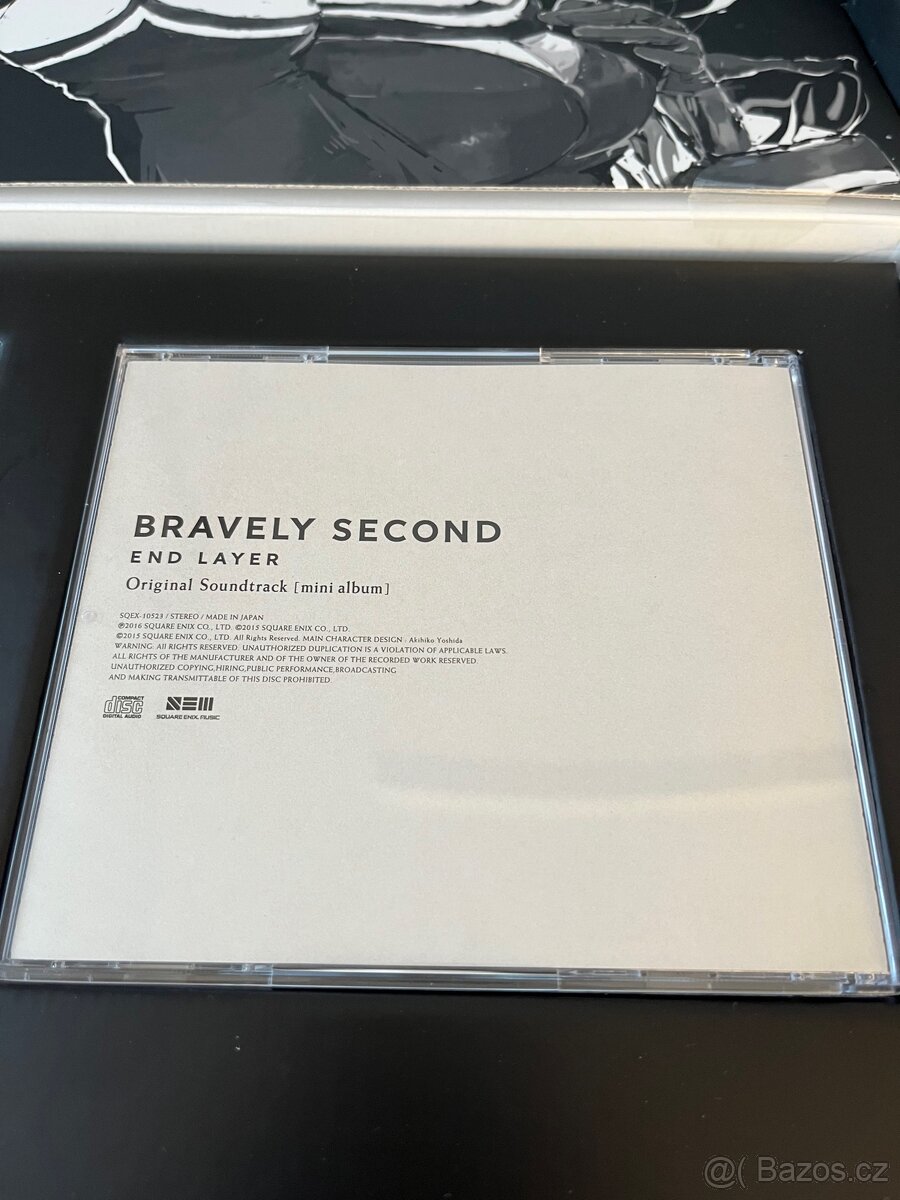 BRAVELY SECOND
END LAYER
Original Soundtrack [mini album]
SQEX-10523 / STEREO / MADE IN JAPAN
℗2016 SQUARE ENIX CO., LTD. ©2015 SQUARE ENIX CO., LTD.
©2015 SQUARE ENIX CO., LTD. All Rights Reserved. MAIN CHARACTER DESIGN : Akihiko Yoshida
WARNING: All RIGHTS RESERVED. UNAUTHORIZED DUPLICATION IS A VIOLATION OF APPLICABLE LAWS.
ALL RIGHTS OF THE MANUFACTURER AND OF THE OWNER OF THE RECORDED WORK RESERVED.
UNAUTHORIZED COPYING,HIRING,PUBLIC PERFORMANCE,BROADCASTING
AND MAKING TRANSMITTABLE OF THIS DISC PROHIBITED.
COMPACT disc DIGITAL AUDIO
SEM SQUARE ENIX MUSIC
@( Bazos.cz